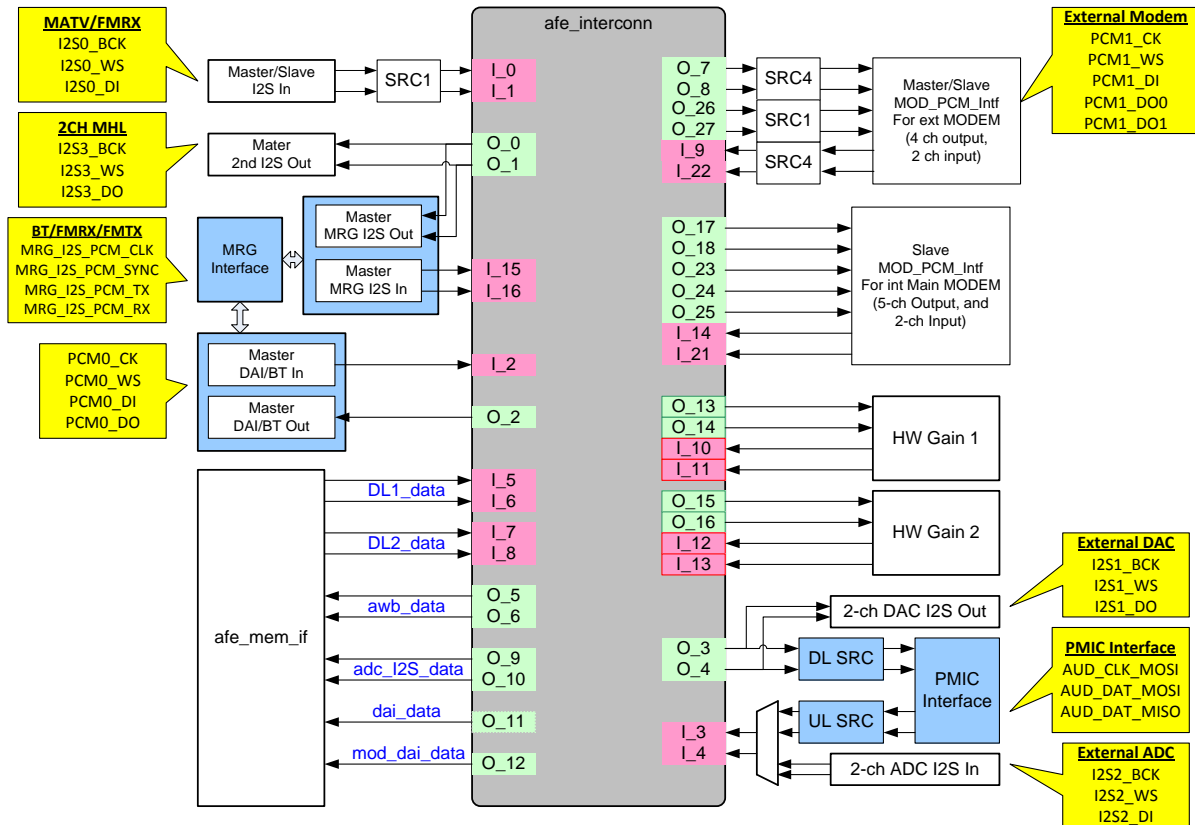 afe_interconn
MATV/FMRX
I2S0_BCK
I2S0_WS
I2S0_DI
Master/Slave
I2S In
SRC1
I_0
I_1
2CH MHL
I2S3_BCK
I2S3_WS
I2S3_DO
Mater
2nd I2S Out
O_0
O_1
BT/FMRX/FMTX
MRG_I2S_PCM_CLK
MRG_I2S_PCM_SYNC
MRG_I2S_PCM_TX
MRG_I2S_PCM_RX
MRG
Interface
Master
MRG I2S Out
Master
MRG I2S In
I_15
I_16
PCM0_CK
PCM0_WS
PCM0_DI
PCM0_DO
Master
DAI/BT In
Master
DAI/BT Out
I_2
O_2
afe_mem_if
DL1_data
I_5
I_6
DL2_data
I_7
I_8
awb_data
O_5
O_6
adc_I2S_data
O_9
O_10
dai_data
O_11
mod_dai_data
O_12
O_7
O_8
O_26
O_27
I_9
I_22
SRC4
SRC1
SRC4
Master/Slave
MOD_PCM_Intf
For ext MODEM
(4 ch output,
2 ch input)
External Modem
PCM1_CK
PCM1_WS
PCM1_DI
PCM1_DO0
PCM1_DO1
O_17
O_18
O_23
O_24
O_25
I_14
I_21
Slave
MOD_PCM_Intf
For int Main MODEM
(5-ch Output, and
2-ch Input)
O_13
O_14
I_10
I_11
HW Gain 1
O_15
O_16
I_12
I_13
HW Gain 2
O_3
O_4
I_3
I_4
2-ch DAC I2S Out
DL SRC
UL SRC
PMIC
Interface
2-ch ADC I2S In
External DAC
I2S1_BCK
I2S1_WS
I2S1_DO
PMIC Interface
AUD_CLK_MOSI
AUD_DAT_MOSI
AUD_DAT_MISO
External ADC
I2S2_BCK
I2S2_WS
I2S2_DI